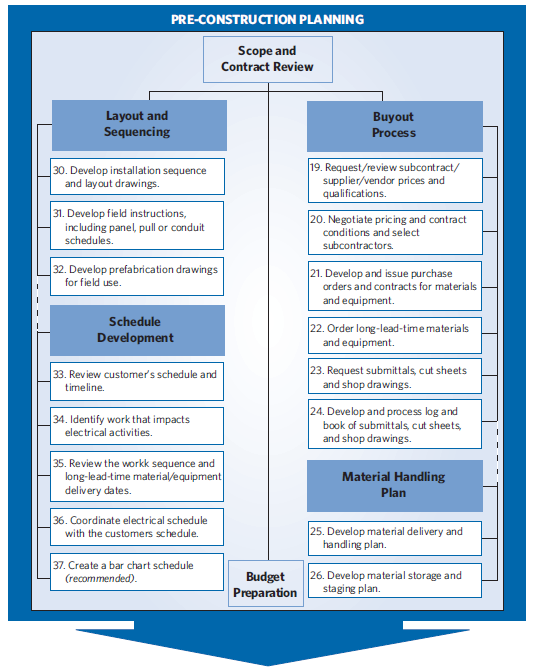 PRE-CONSTRUCTION PLANNING
Scope and
Contract Review
Layout and
Sequencing
30. Develop installation sequence
and layout drawings.
31. Develop field instructions,
including panel, pull or conduit
schedules.
32. Develop prefabrication drawings
for field use.
Schedule
Development
33. Review customer's schedule and
timeline.
34. Identify work that impacts
electrical activities.
35. Review the workk sequence and
long-lead-time material/equipment
delivery dates.
36. Coordinate electrical schedule
with the customers schedule.
37. Create a bar chart schedule
(recommended).
Buyout
Process
19. Request/review subcontract/
supplier/vendor prices and
qualifications.
20. Negotiate pricing and contract
conditions and select
subcontractors.
21. Develop and issue purchase
orders and contracts for materials
and equipment.
22. Order long-lead-time materials
and equipment.
23. Request submittals, cut sheets
and shop drawings.
24. Develop and process log and
book of submittals, cut sheets,
and shop drawings.
Material Handling
Plan
25. Develop material delivery and
handling plan.
26. Develop material storage and
staging plan.
Budget
Preparation